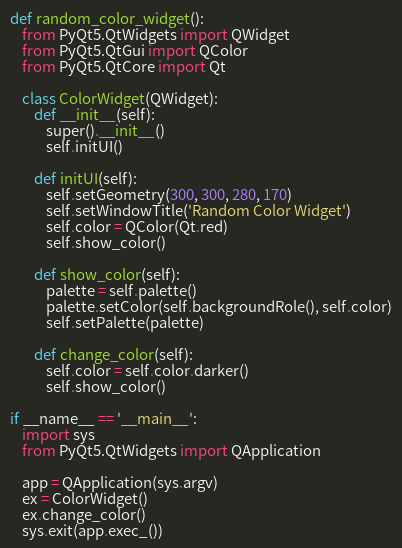 def random_color_widget():
    from PyQt5.QtWidgets import QWidget
    from PyQt5.QtGui import QColor
    from PyQt5.QtCore import Qt

    class ColorWidget(QWidget):
        def __init__(self):
            super().__init__()
            self.initUI()

        def initUI(self):
            self.setGeometry(300, 300, 280, 170)
            self.setWindowTitle('Random Color Widget')
            self.color = QColor(Qt.red)
            self.show_color()

        def show_color(self):
            palette = self.palette()
            palette.setColor(self.backgroundRole(), self.color)
            self.setPalette(palette)

        def change_color(self):
            self.color = self.color.darker()
            self.show_color()

if __name__ == '__main__':
    import sys
    from PyQt5.QtWidgets import QApplication

    app = QApplication(sys.argv)
    ex = ColorWidget()
    ex.change_color()
    sys.exit(app.exec_())